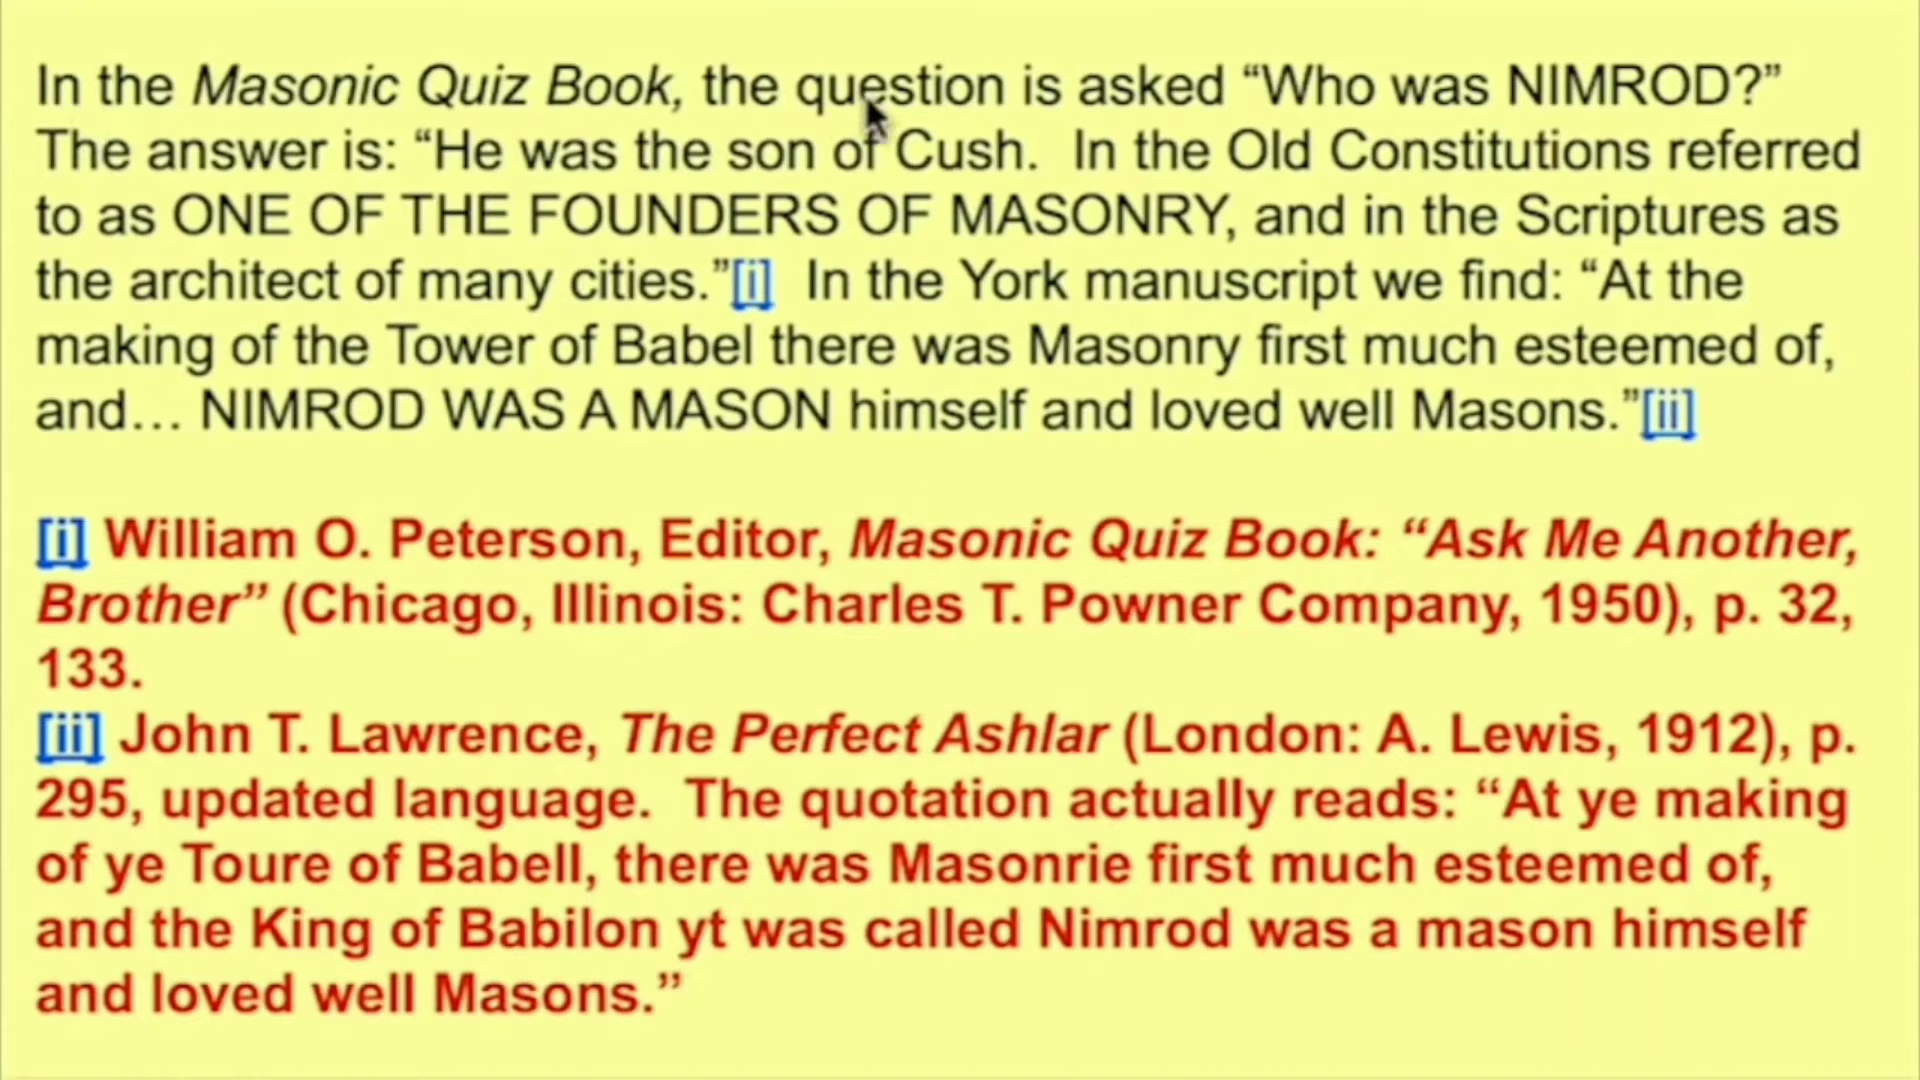 In the Masonic Quiz Book, the question is asked “Who was NIMROD?”
The answer is: “He was the son of Cush.  In the Old Constitutions referred
to as ONE OF THE FOUNDERS OF MASONRY, and in the Scriptures as
the architect of many cities.”[i]  In the York manuscript we find: “At the
making of the Tower of Babel there was Masonry first much esteemed of,
and… NIMROD WAS A MASON himself and loved well Masons.”[ii]
[i] William O. Peterson, Editor, Masonic Quiz Book: “Ask Me Another,
Brother” (Chicago, Illinois: Charles T. Powner Company, 1950), p. 32,
133.
[ii] John T. Lawrence, The Perfect Ashlar (London: A. Lewis, 1912), p.
295, updated language.  The quotation actually reads: “At ye making
of ye Toure of Babell, there was Masonrie first much esteemed of,
and the King of Babilon yt was called Nimrod was a mason himself
and loved well Masons.”